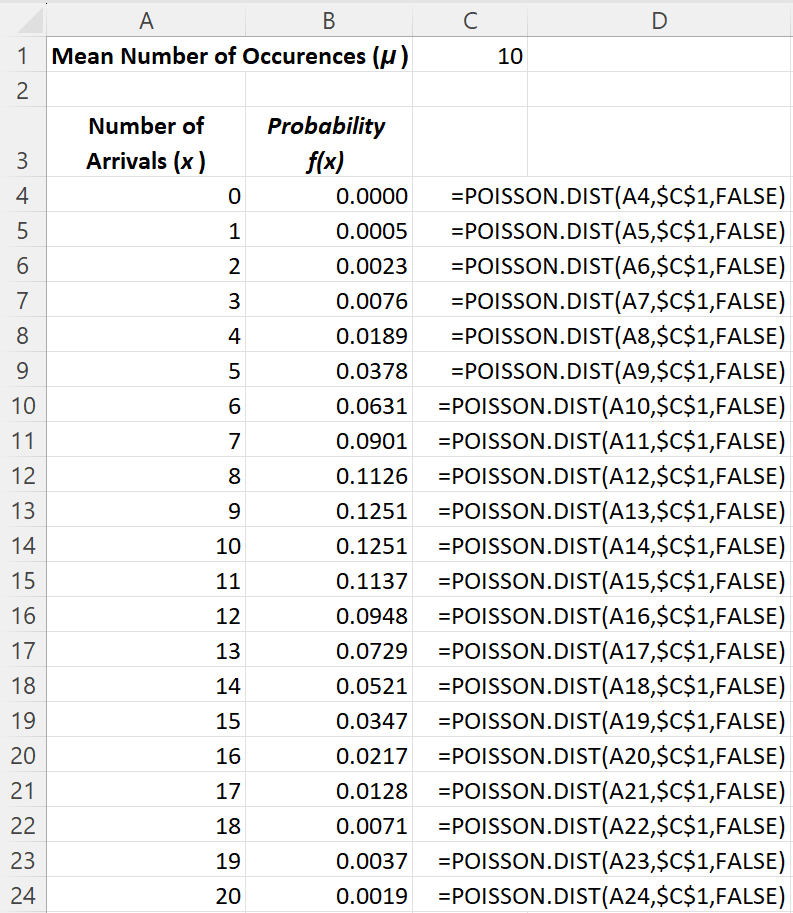 A B C D
1 Mean Number of Occurences (μ) 10
2
Number of Probability
3 Arrivals (x) f(x)
4 0 0.0000 =POISSON.DIST(A4,$C$1,FALSE)
5 1 0.0005 =POISSON.DIST(A5,$C$1,FALSE)
6 2 0.0023 =POISSON.DIST(A6,$C$1,FALSE)
7 3 0.0076 =POISSON.DIST(A7,$C$1,FALSE)
8 4 0.0189 =POISSON.DIST(A8,$C$1,FALSE)
9 5 0.0378 =POISSON.DIST(A9,$C$1,FALSE)
10 6 0.0631 =POISSON.DIST(A10,$C$1,FALSE)
11 7 0.0901 =POISSON.DIST(A11,$C$1,FALSE)
12 8 0.1126 =POISSON.DIST(A12,$C$1,FALSE)
13 9 0.1251 =POISSON.DIST(A13,$C$1,FALSE)
14 10 0.1251 =POISSON.DIST(A14,$C$1,FALSE)
15 11 0.1137 =POISSON.DIST(A15,$C$1,FALSE)
16 12 0.0948 =POISSON.DIST(A16,$C$1,FALSE)
17 13 0.0729 =POISSON.DIST(A17,$C$1,FALSE)
18 14 0.0521 =POISSON.DIST(A18,$C$1,FALSE)
19 15 0.0347 =POISSON.DIST(A19,$C$1,FALSE)
20 16 0.0217 =POISSON.DIST(A20,$C$1,FALSE)
21 17 0.0128 =POISSON.DIST(A21,$C$1,FALSE)
22 18 0.0071 =POISSON.DIST(A22,$C$1,FALSE)
23 19 0.0037 =POISSON.DIST(A23,$C$1,FALSE)
24 20 0.0019 =POISSON.DIST(A24,$C$1,FALSE)